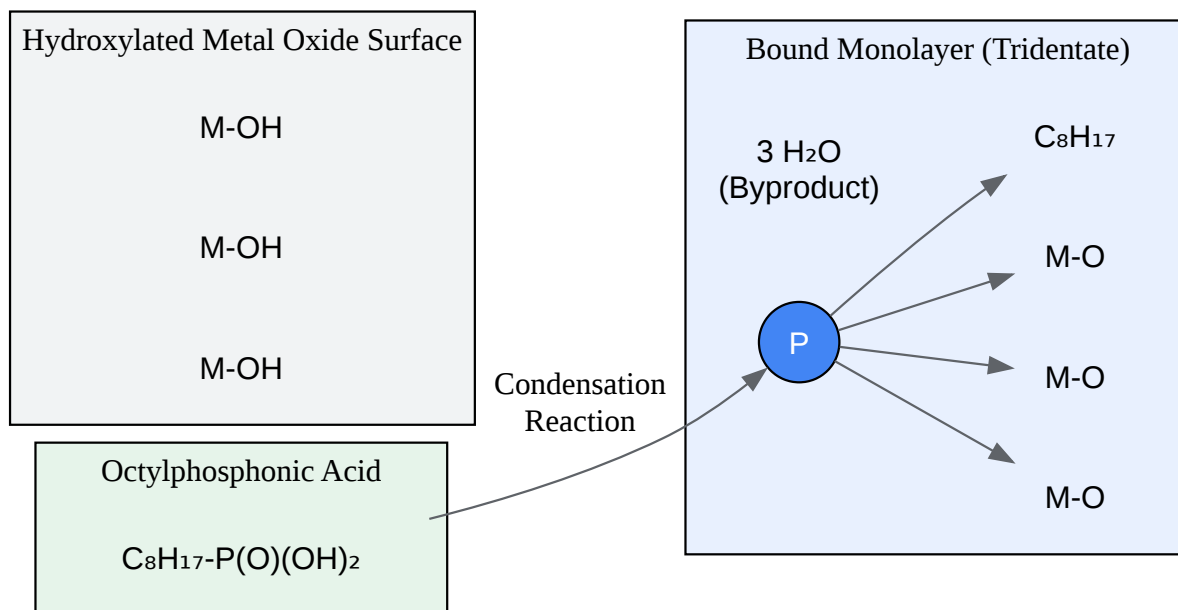 Hydroxylated Metal Oxide Surface
M-OH
M-OH
M-OH
Octylphosphonic Acid
C₈H₁₇-P(O)(OH)₂
Condensation
Reaction
Bound Monolayer (Tridentate)
3 H₂O
(Byproduct)
P
C₈H₁₇
M-O
M-O
M-O